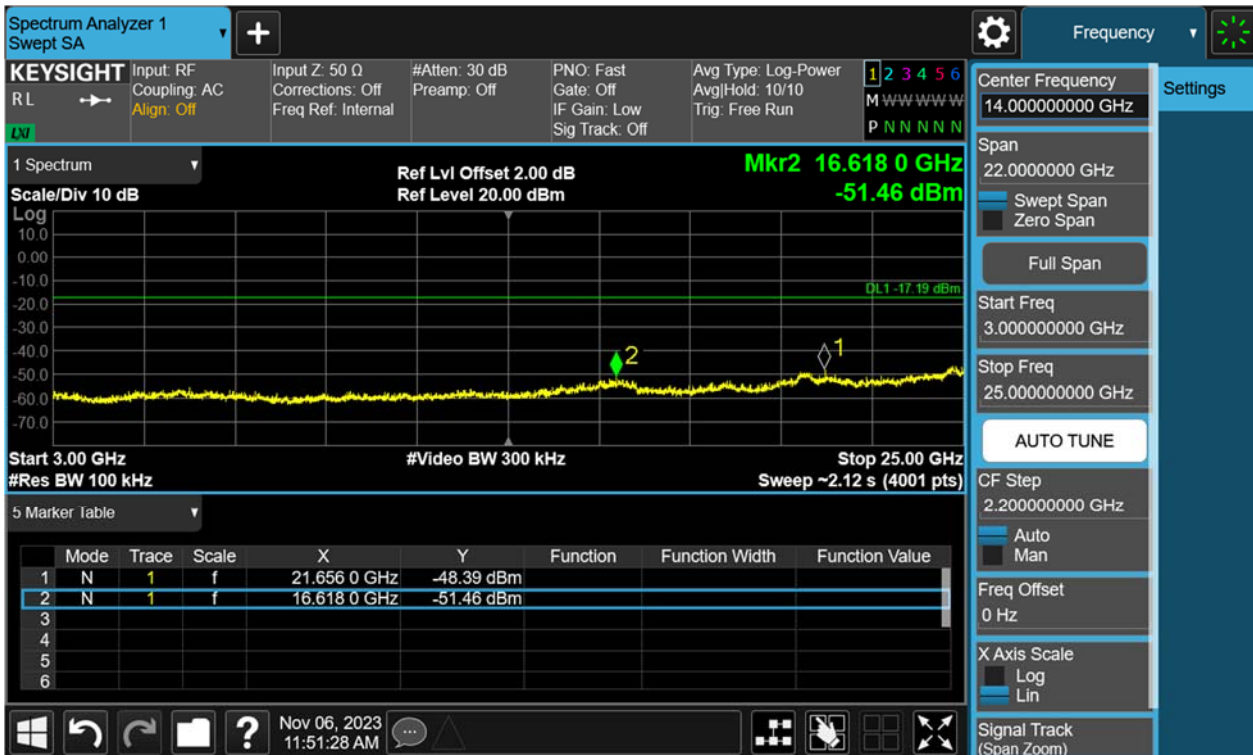 Spectrum Analyzer 1
Swept SA
Frequency
KEYSIGHT
RL
LXI
Input: RF
Coupling: AC
Align: Off
Input Z: 50 Ω
Corrections: Off
Freq Ref: Internal
#Atten: 30 dB
Preamp: Off
PNO: Fast
Gate: Off
IF Gain: Low
Sig Track: Off
Avg Type: Log-Power
Avg|Hold: 10/10
Trig: Free Run
1 2 3 4 5 6
M W W W W W
P N N N N N
1 Spectrum
Scale/Div 10 dB
Ref Lvl Offset 2.00 dB
Ref Level 20.00 dBm
Mkr2 16.618 0 GHz
-51.46 dBm
Log
10.0
0.00
-10.0
-20.0
-30.0
-40.0
-50.0
-60.0
-70.0
DL1 -17.19 dBm
2
1
Start 3.00 GHz
#Video BW 300 kHz
Stop 25.00 GHz
#Res BW 100 kHz
Sweep ~2.12 s (4001 pts)
5 Marker Table
Mode Trace Scale X Y Function Function Width Function Value
1 N 1 f 21.656 0 GHz -48.39 dBm
2 N 1 f 16.618 0 GHz -51.46 dBm
3
4
5
6
?
Nov 06, 2023
11:51:28 AM
Center Frequency
14.000000000 GHz
Settings
Span
22.0000000 GHz
Swept Span
Zero Span
Full Span
Start Freq
3.000000000 GHz
Stop Freq
25.000000000 GHz
AUTO TUNE
CF Step
2.200000000 GHz
Auto
Man
Freq Offset
0 Hz
X Axis Scale
Log
Lin
Signal Track
(Span Zoom)